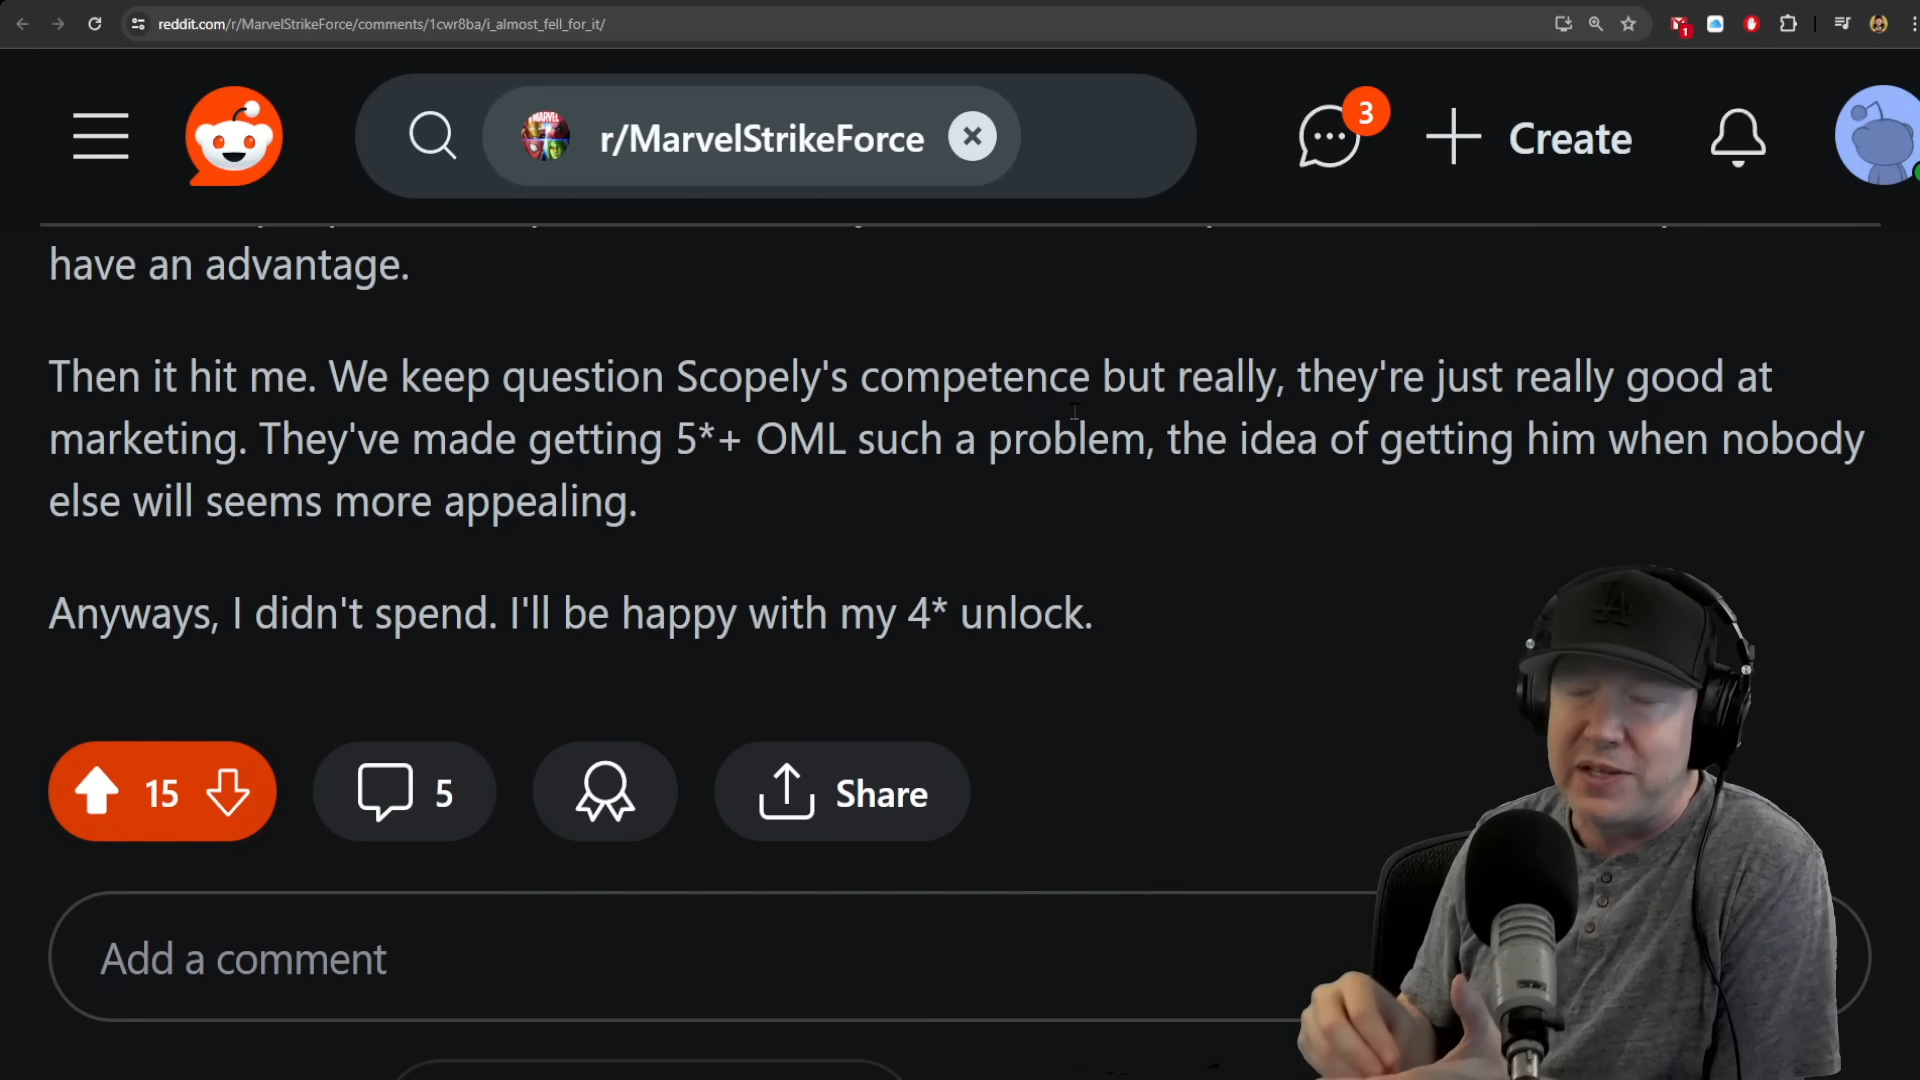 reddit.com/r/MarvelStrikeForce/comments/1cwr8ba/i_almost_fell_for_it/
1
MARVEL
r/MarvelStrikeForce
3
Create
have an advantage.
Then it hit me. We keep question Scopely's competence but really, they're just really good at
marketing. They've made getting 5*+ OML such a problem, the idea of getting him when nobody
else will seems more appealing.
Anyways, I didn't spend. I'll be happy with my 4* unlock.
15
5
Share
Add a comment
LA